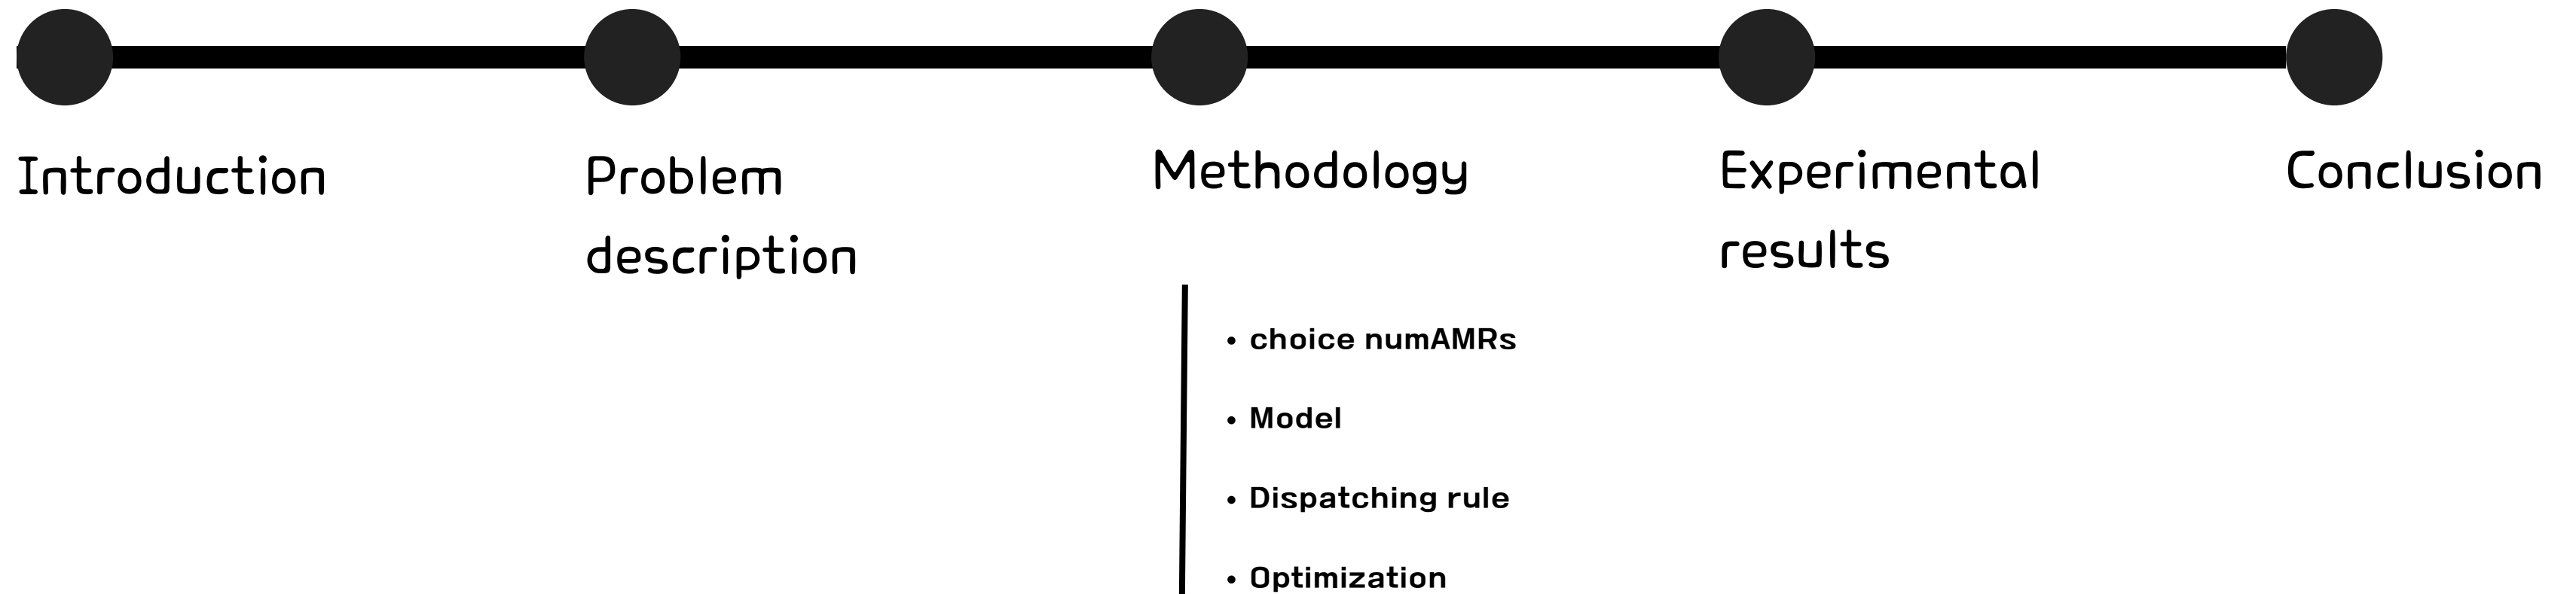 Introduction
Problem
description
Methodology
Experimental
results
Conclusion
• choice numAMRs
• Model
• Dispatching rule
• Optimization